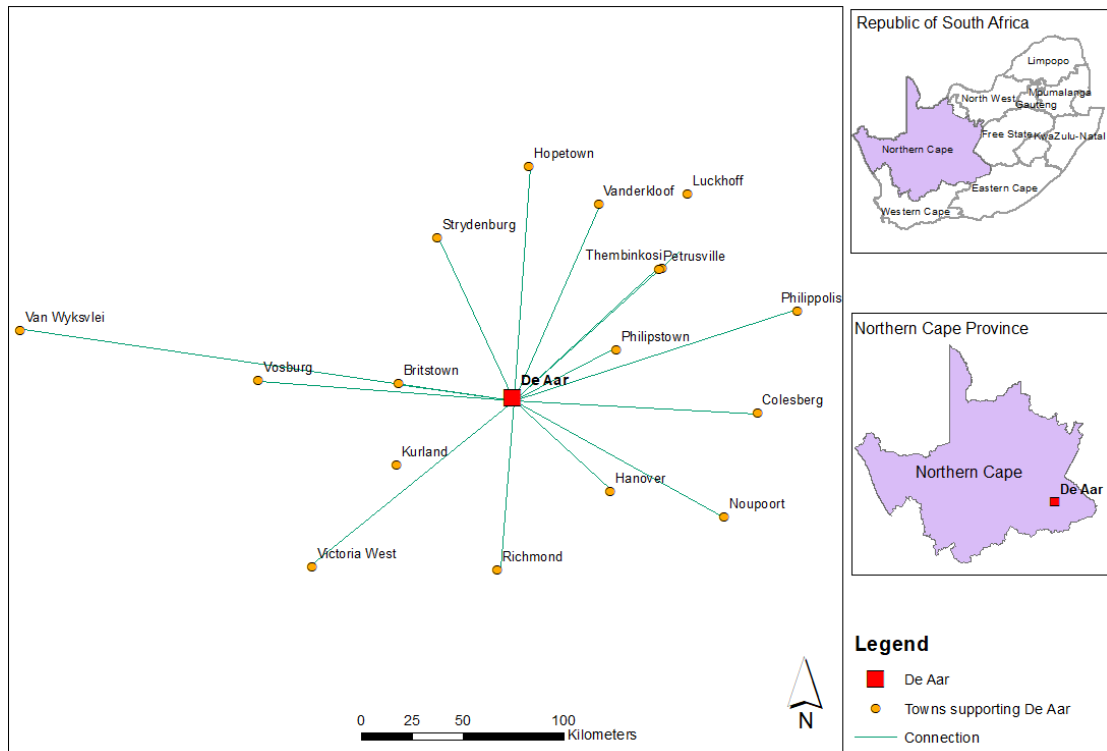 Hopetown
Vanderkloof
Luckhoff
Strydenburg
Thembinkosi
Petrusville
Philippolis
Van Wyksvlei
Philipstown
Vosburg
Britstown
De Aar
Colesberg
Kurland
Hanover
Noupoort
Victoria West
Richmond
0 25 50 100
Kilometers
N
Republic of South Africa
Limpopo
North West
Mpumalanga
Gauteng
Free State
KwaZulu-Natal
Northern Cape
Eastern Cape
Western Cape
Northern Cape Province
Northern Cape
De Aar
Legend
De Aar
Towns supporting De Aar
Connection